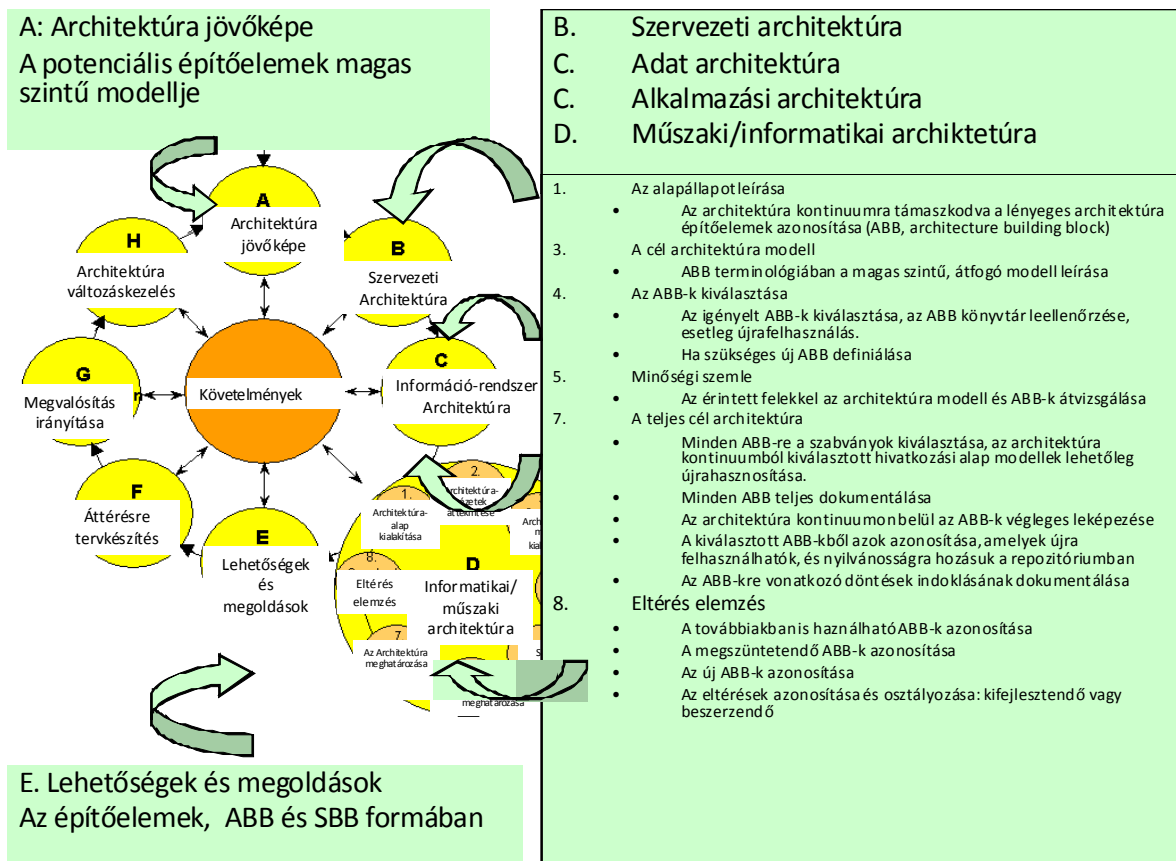 A: Architektúra jövőképe
A potenciális építőelemek magas
szintű modellje
A
Architektúra
jövőképe
H
Architektúra
változáskezelés
B
Szervezeti
Architektúra
G
Megvalósítás
irányítása
n
Követelmények
C
Információ-rendszer
Architektúra
F
Áttérésre
tervkészítés
E
Lehetőségek
és
megoldások
1.
Architektúra-
alap
kialakítása
2.
8.
Eltérés
elemzés
D
Informatikai/
műszaki
architektúra
7
Az Architektúra
meghatározása
meghatározása
E. Lehetőségek és megoldások
Az építőelemek, ABB és SBB formában
B. Szervezeti architektúra
C. Adat architektúra
C. Alkalmazási architektúra
D. Műszaki/informatikai archiktetúra
1. Az alapállapot leírása
• Az architektúra kontinuumra támaszkodva a lényeges architektúra
építőelemek azonosítása (ABB, architecture building block)
3. A cél architektúra modell
• ABB terminológiában a magas szintű, átfogó modell leírása
4. Az ABB-k kiválasztása
• Az igényelt ABB-k kiválasztása, az ABB könyvtár leellenőrzése,
esetleg újrafelhasználás.
• Ha szükséges új ABB definiálása
5. Minőségi szemle
• Az érintett felekkel az architektúra modell és ABB-k átvizsgálása
7. A teljes cél architektúra
• Minden ABB-re a szabványok kiválasztása, az architektúra
kontinuumból kiválasztott hivatkozási alap modellek lehetőleg
újrahasznosítása.
• Minden ABB teljes dokumentálása
• Az architektúra kontinuumon belül az ABB-k végleges leképezése
• A kiválasztott ABB-kből azok azonosítása, amelyek újra
felhasználhatók, és nyilvánosságra hozásuk a repozitóriumban
• Az ABB-kre vonatkozó döntések indoklásának dokumentálása
8. Eltérés elemzés
• A továbbiakban is haználható ABB-k azonosítása
• A megszüntetendő ABB-k azonosítása
• Az új ABB-k azonosítása
• Az eltérések azonosítása és osztályozása: kifejlesztendő vagy
beszerzendő